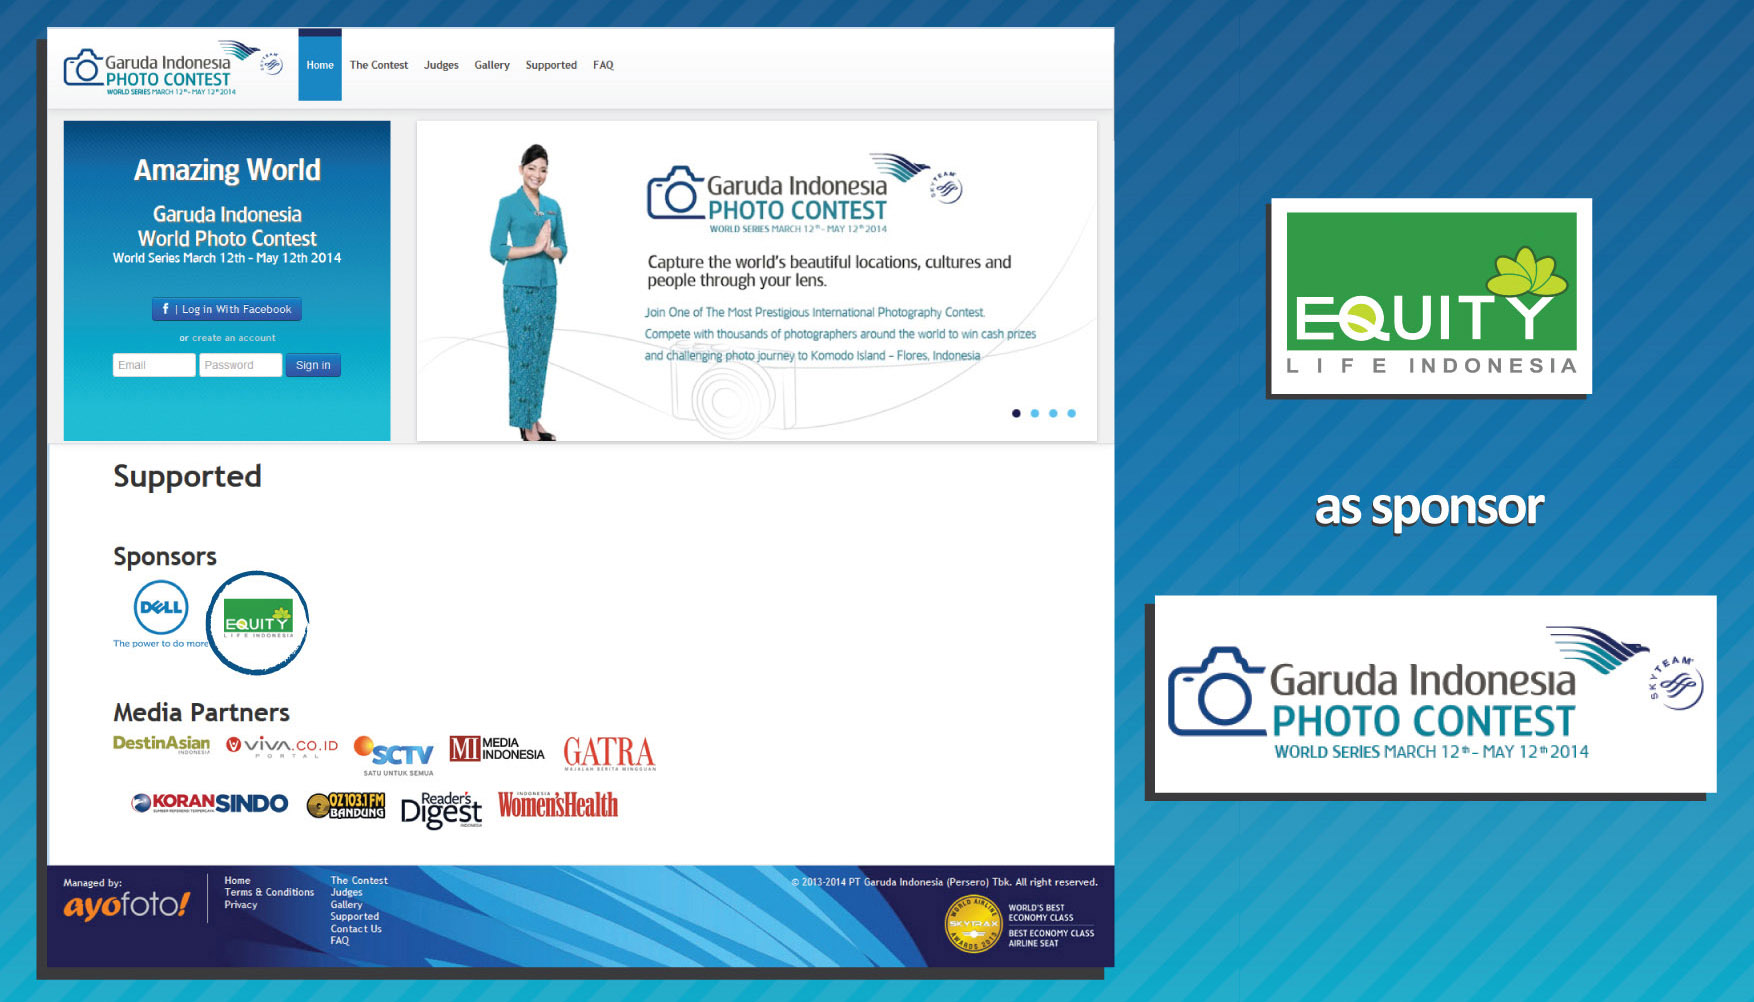 Garuda Indonesia
PHOTO CONTEST
WORLD SERIES MARCH 12th - MAY 12th 2014
SKYTEAM
Home
The Contest
Judges
Gallery
Supported
FAQ
Amazing World
Garuda Indonesia
World Photo Contest
World Series March 12th - May 12th 2014
f | Log in With Facebook
or create an account
Email
Password
Sign in
Garuda Indonesia
PHOTO CONTEST
WORLD SERIES MARCH 12th - MAY 12th 2014
SKYTEAM
Capture the world's beautiful locations, cultures and
people through your lens.
Join One of The Most Prestigious International Photography Contest.
Compete with thousands of photographers around the world to win cash prizes
and challenging photo journey to Komodo Island - Flores, Indonesia
Supported
Sponsors
DELL
The power to do more
EQUITY
LIFE INDONESIA
Media Partners
DestinAsian
INDONESIA
VIVA.CO.ID
PORTAL
SCTV
SATU UNTUK SEMUA
MI MEDIA
INDONESIA
GATRA
MAJALAH BERITA MINGGUAN
KORAN SINDO
SUMBER REFERENSI TERPERCAYA
OZ 103.1 FM
BANDUNG
Reader's
Digest
INDONESIA
INDONESIA
Women'sHealth
Managed by:
ayofoto!
Home
Terms & Conditions
Privacy
The Contest
Judges
Gallery
Supported
Contact Us
FAQ
© 2013-2014 PT Garuda Indonesia (Persero) Tbk. All right reserved.
WORLD AIRLINE
SKYTRAX
AWARDS 2013
WORLD'S BEST
ECONOMY CLASS
BEST ECONOMY CLASS
AIRLINE SEAT
EQUITY
LIFE INDONESIA
as sponsor
Garuda Indonesia
PHOTO CONTEST
WORLD SERIES MARCH 12th - MAY 12th 2014
SKYTEAM